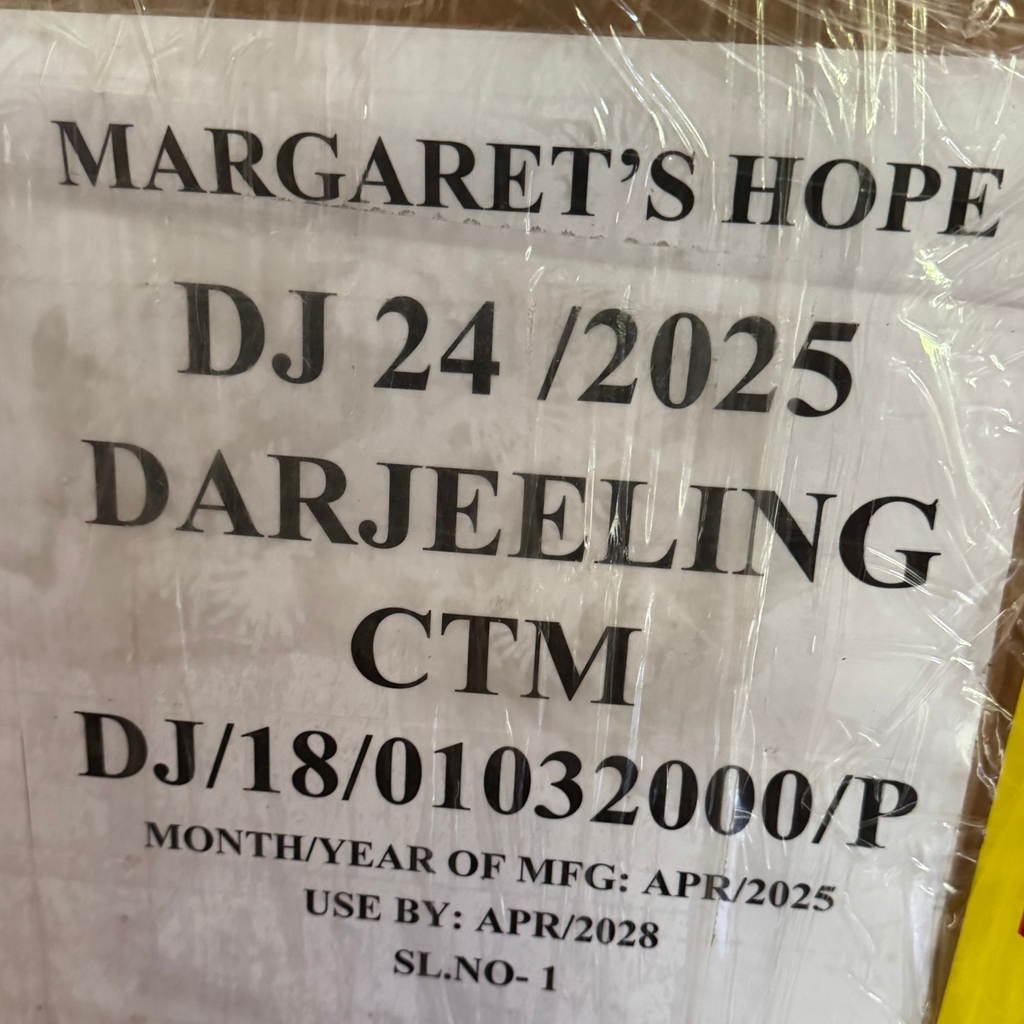 MARGARET’S HOPE
DJ 24 /2025
DARJEELING
CTM
DJ/18/01032000/P
MONTH/YEAR OF MFG: APR/2025
USE BY: APR/2028
SL.NO- 1